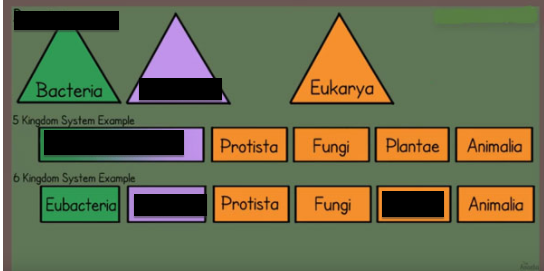 Bacteria
Eukarya
5 Kingdom System Example
Protista Fungi Plantae Animalia
6 Kingdom System Example
Eubacteria Protista Fungi Animalia